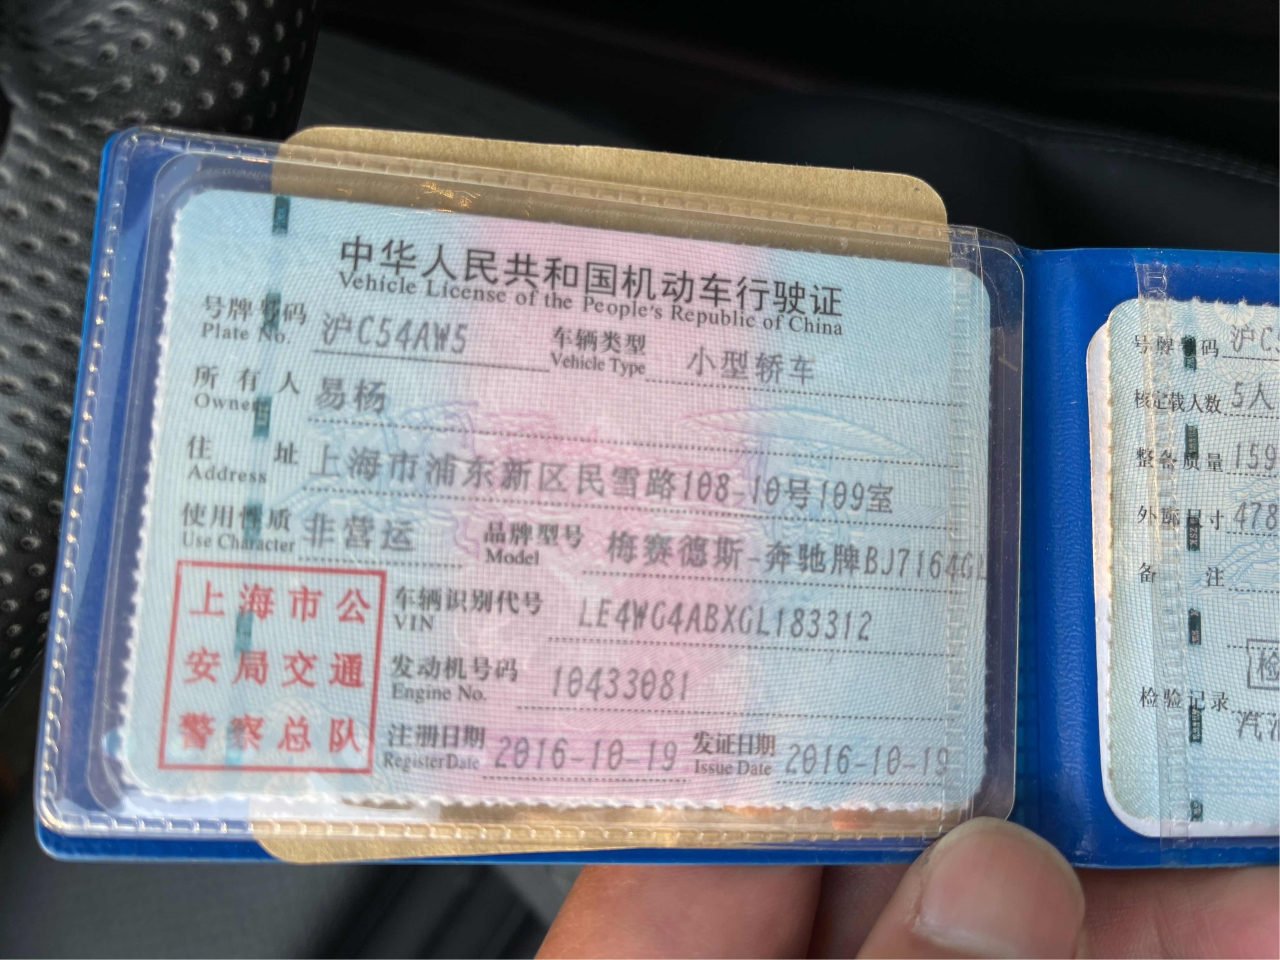 中华人民共和国机动车行驶证
Vehicle License of the People's Republic of China
号牌号码 沪C54AW5 车辆类型 小型轿车
Plate No. Vehicle Type
所有人 易杨
Owner
住址 上海市浦东新区民雪路108-10号109室
Address
使用性质 非营运 品牌型号 梅赛德斯-奔驰牌BJ7164GL
Use Character Model
车辆识别代号 LE4WG4ABXGL183312
VIN
发动机号码 10433081
Engine No.
注册日期 2016-10-19 发证日期 2016-10-19
Register Date Issue Date
上海市公
安局交通
警察总队
号牌号码 沪C
核定载人数 5人
整备质量 159
外廓尺寸 478
备注
检
检验记录
汽